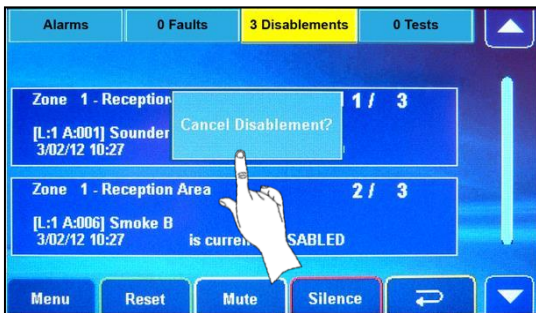 Alarms 0 Faults 3 Disablements 0 Tests
Zone 1 - Reception 1 / 3
Cancel Disablement?
[L:1 A:001] Sounder
3/02/12 10:27
Zone 1 - Reception Area 2 / 3
[L:1 A:006] Smoke B
3/02/12 10:27 is curre SABLED
Menu Reset Mute Silence